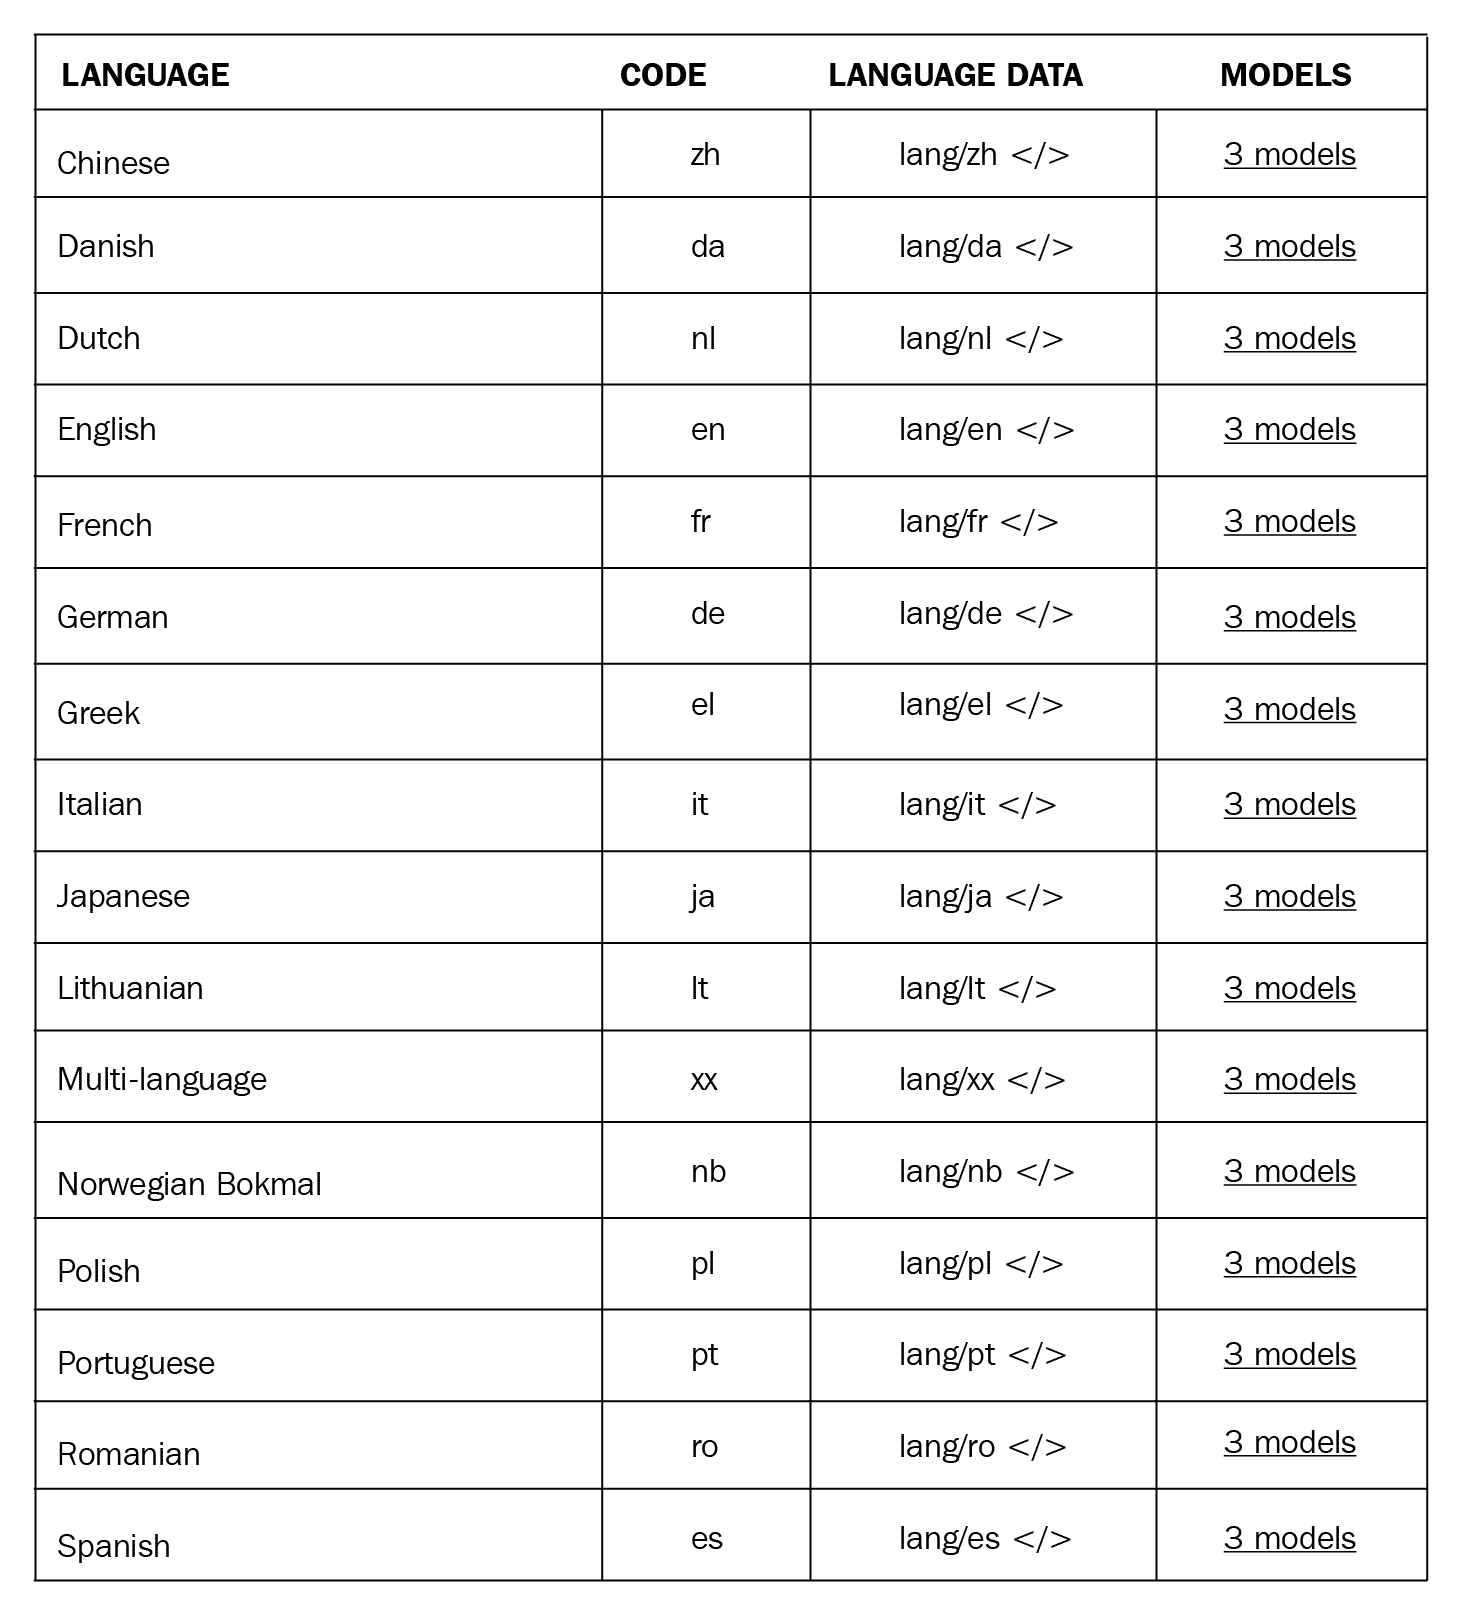 LANGUAGE CODE LANGUAGE DATA MODELS
Chinese zh lang/zh </> 3 models
Danish da lang/da </> 3 models
Dutch nl lang/nl </> 3 models
English en lang/en </> 3 models
French fr lang/fr </> 3 models
German de lang/de </> 3 models
Greek el lang/el </> 3 models
Italian it lang/it </> 3 models
Japanese ja lang/ja </> 3 models
Lithuanian lt lang/lt </> 3 models
Multi-language xx lang/xx </> 3 models
Norwegian Bokmal nb lang/nb </> 3 models
Polish pl lang/pl </> 3 models
Portuguese pt lang/pt </> 3 models
Romanian ro lang/ro </> 3 models
Spanish es lang/es </> 3 models